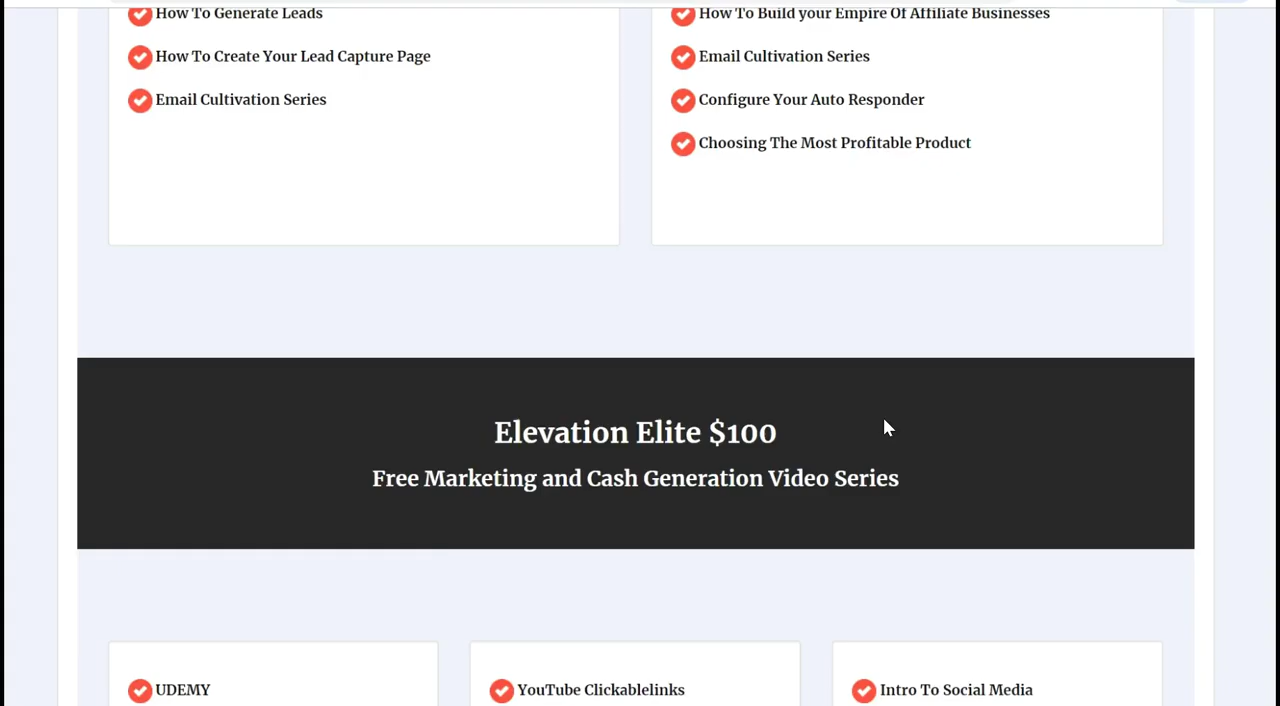 How To Generate Leads
How To Create Your Lead Capture Page
Email Cultivation Series
How To Build your Empire Of Affiliate Businesses
Email Cultivation Series
Configure Your Auto Responder
Choosing The Most Profitable Product
Elevation Elite $100
Free Marketing and Cash Generation Video Series
UDEMY
YouTube Clickablelinks
Intro To Social Media